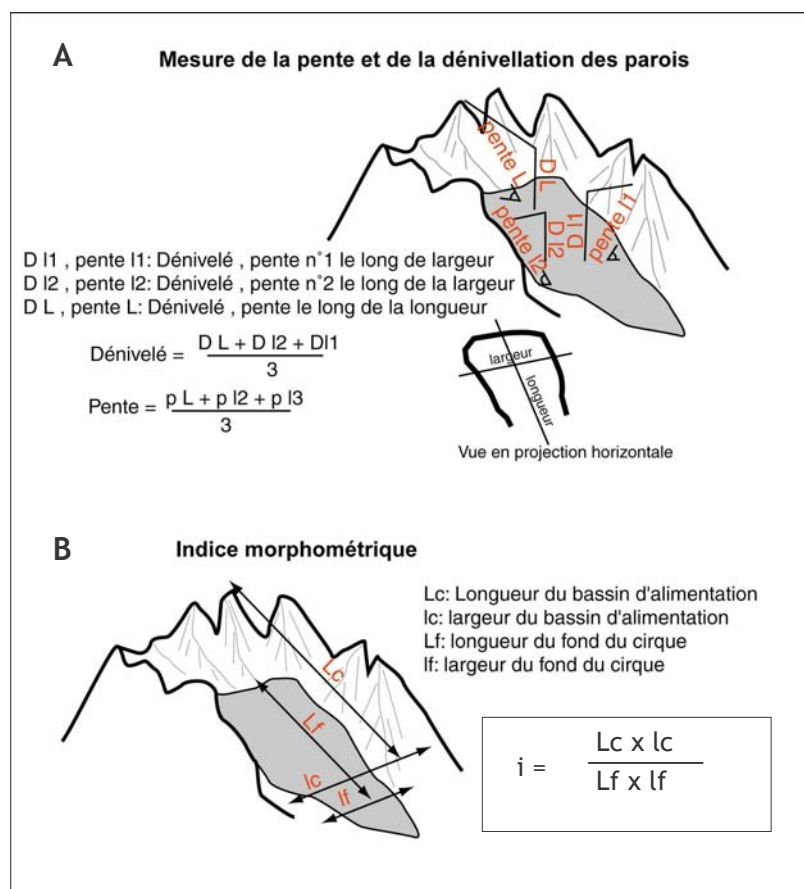 A
Mesure de la pente et de la dénivellation des parois
pente L
D L
pente l2
D l2
D l1
pente l1
D l1 , pente l1: Dénivelé , pente n°1 le long de largeur
D l2 , pente l2: Dénivelé , pente n°2 le long de la largeur
D L , pente L: Dénivelé , pente le long de la longueur
Dénivelé = D L + D l2 + Dl1
3
Pente = p L + p l2 + p l3
3
largeur
longueur
Vue en projection horizontale
B
Indice morphométrique
Lc
Lf
lc
lf
Lc: Longueur du bassin d'alimentation
lc: largeur du bassin d'alimentation
Lf: longueur du fond du cirque
lf: largeur du fond du cirque
i = Lc x lc
Lf x lf